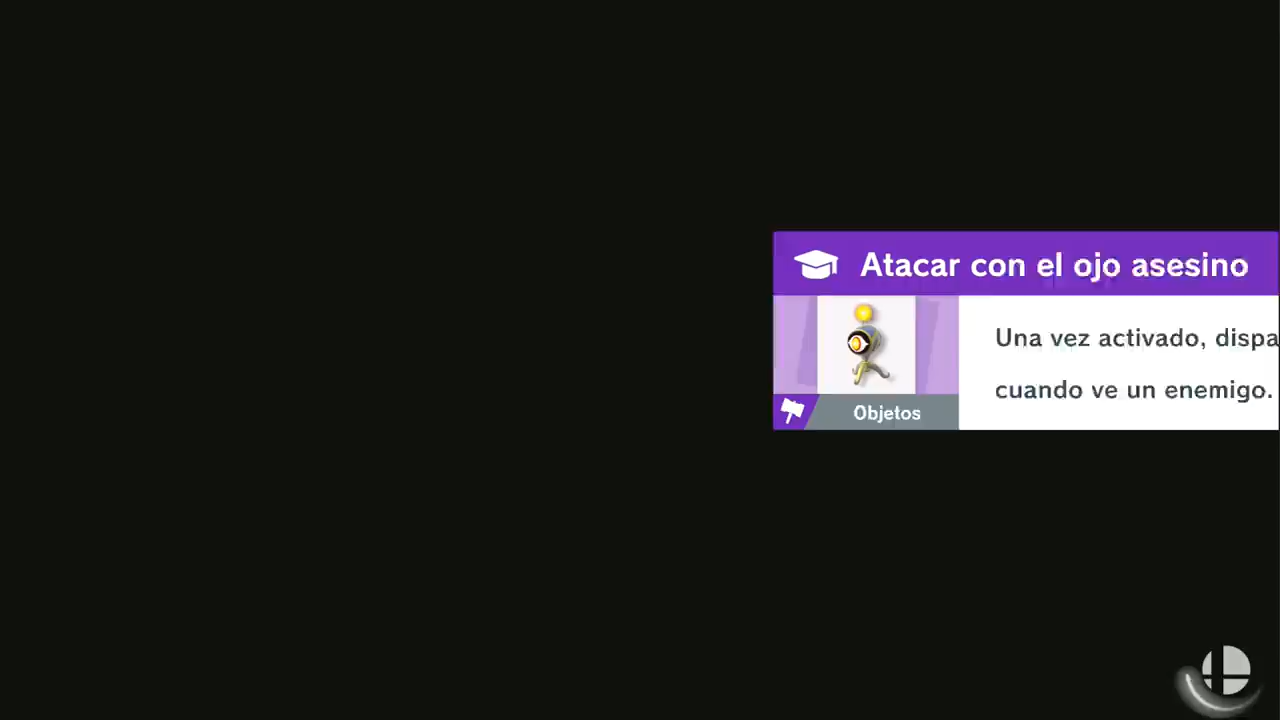 Atacar con el ojo asesino
Una vez activado, dispa
cuando ve un enemigo.
Objetos